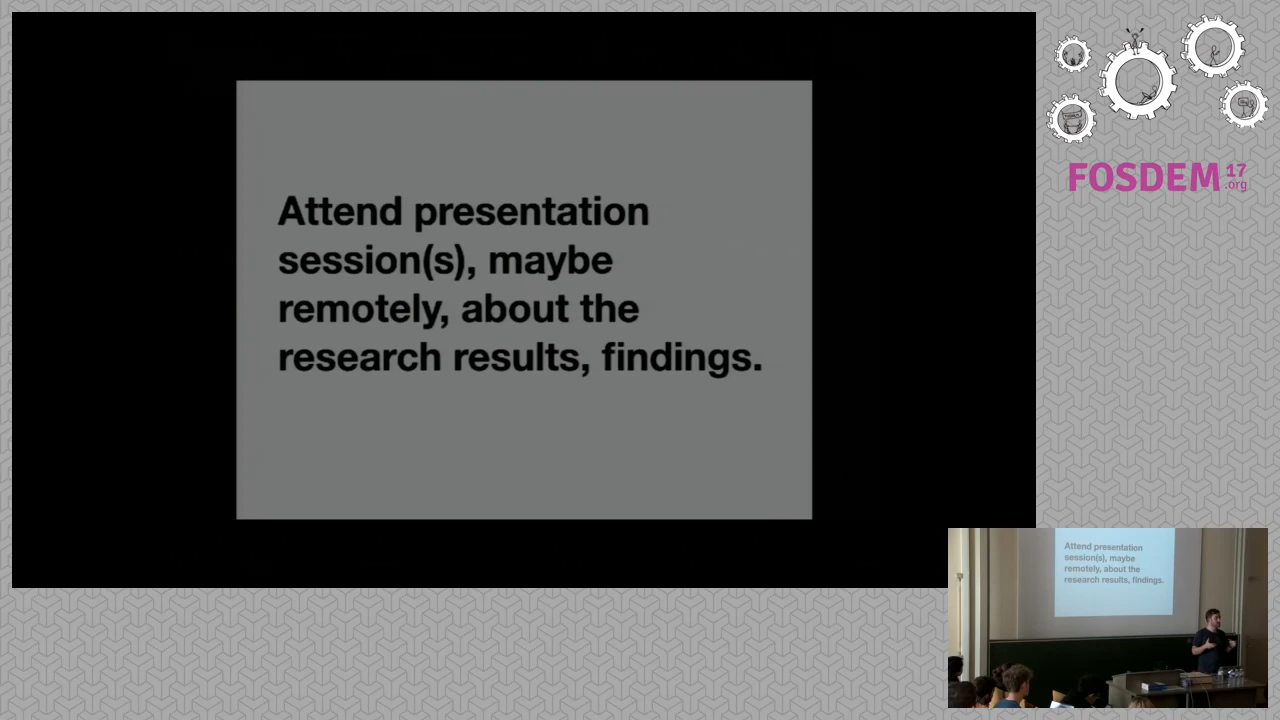 Attend presentation
session(s), maybe
remotely, about the
research results, findings.
FOSDEM 17
.org
Attend presentation
session(s), maybe
remotely, about the
research results, findings.